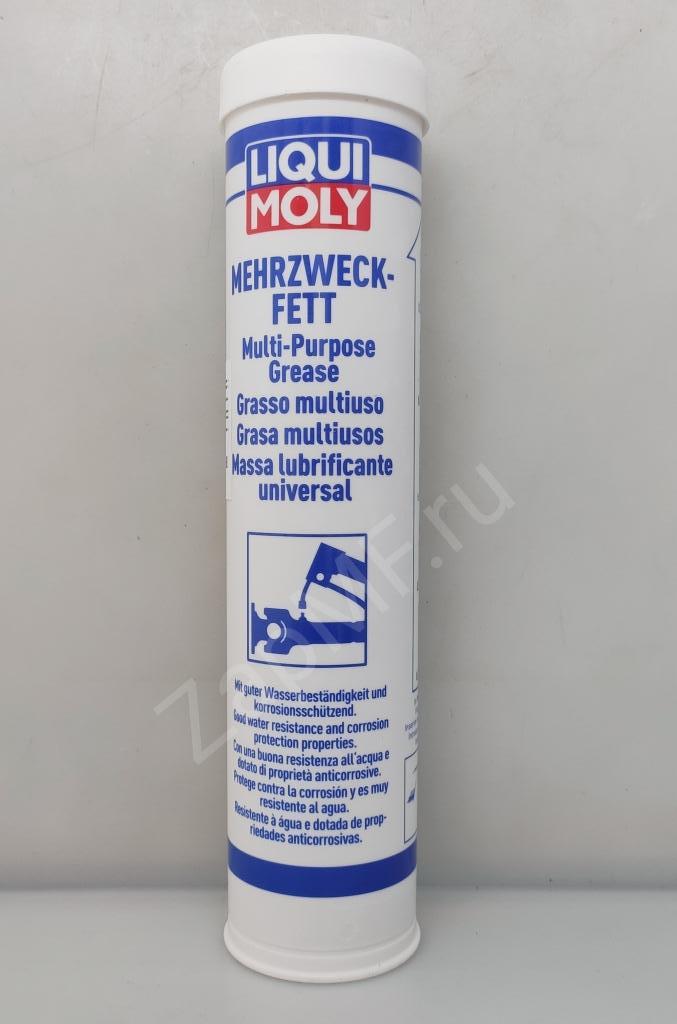 LIQUI
MOLY
MEHRZWECK-
FETT
Multi-Purpose
Grease
Grasso multiuso
Grasa multiusos
Massa lubrificante
universal
Mit guter Wasserbeständigkeit und
korrosionsschützend.
Good water resistance and corrosion
protection properties.
Con una buona resistenza all'acqua e
dotato di proprietà anticorrosive.
Protege contra la corrosión y es muy
resistente al agua.
Resistente à água e dotada de prop-
riedades anticorrosivas.
ZapMF.ru